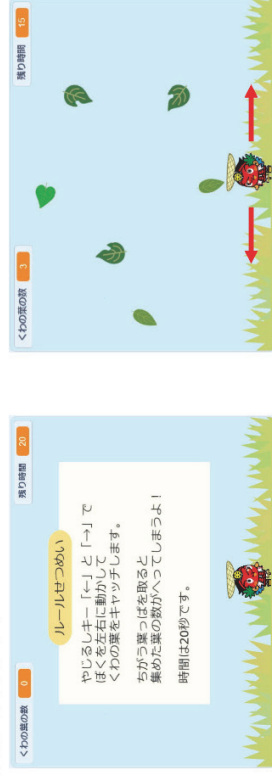 くわの葉の数 0
残り時間 20
ルールせつめい
やじるしキー「←」と「→」で
ぼくを左右に動かして
くわの葉をキャッチします。
ちがう葉っぱを取ると
集めた葉の数がへってしまうよ！
時間は20秒です。
くわの葉の数 3
残り時間 15